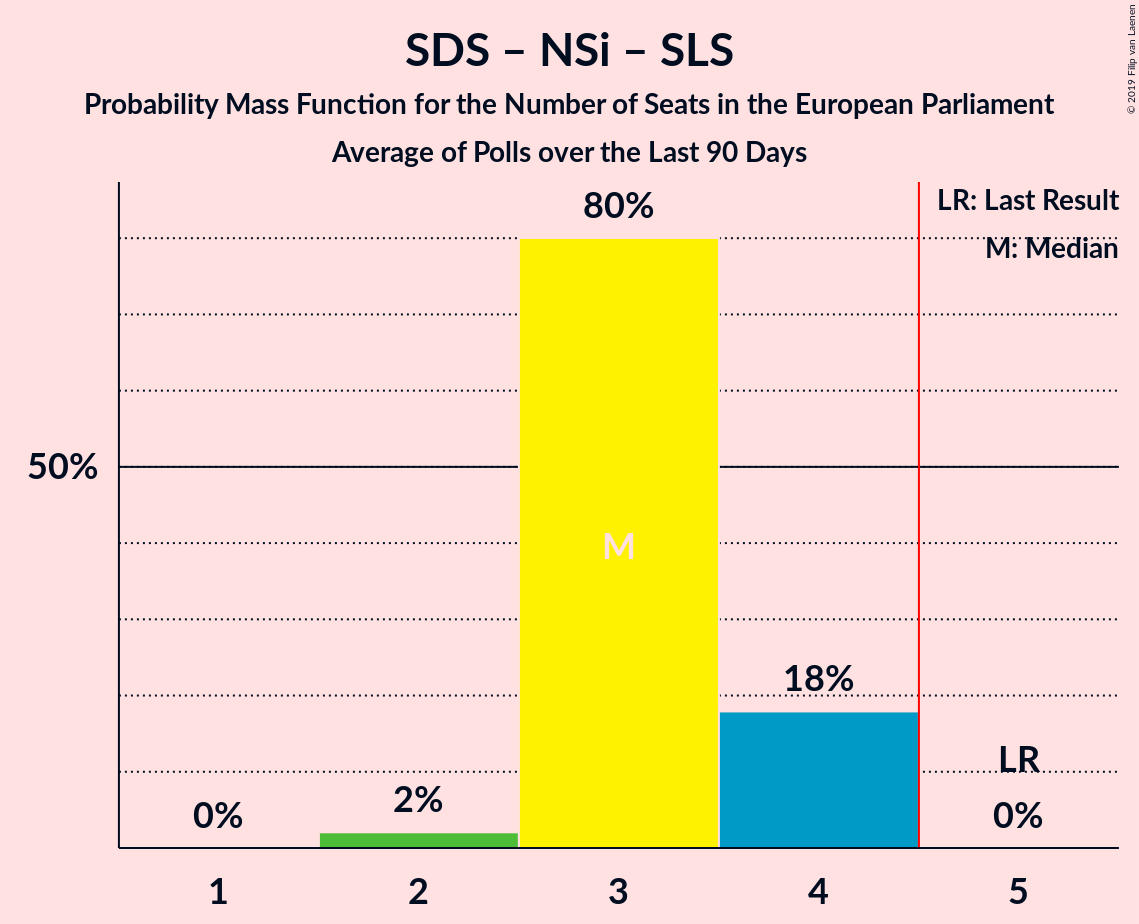 SDS – NSi – SLS
Probability Mass Function for the Number of Seats in the European Parliament
Average of Polls over the Last 90 Days
© 2019 Filip van Laenen
LR: Last Result
M: Median
80%
50%
M
18%
LR
2%
0%
0%
1 2 3 4 5